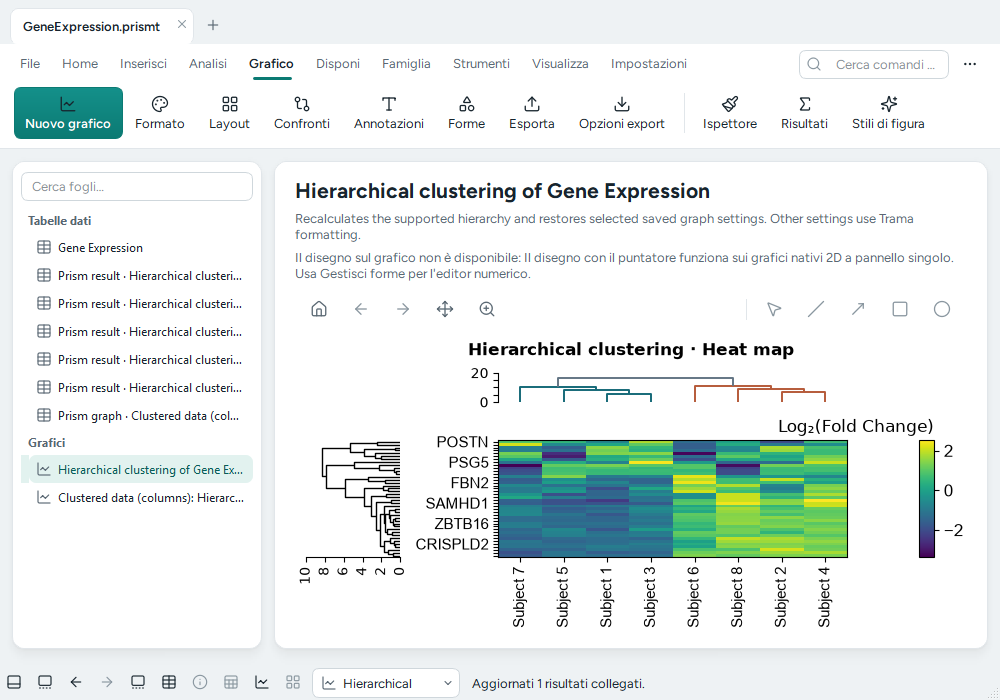 GeneExpression.prismt
File Home Inserisci Analisi Grafico Disponi Famiglia Strumenti Visualizza Impostazioni
Cerca comandi ...
Nuovo grafico Formato Layout Confronti Annotazioni Forme Esporta Opzioni export Ispettore Risultati Stili di figura
Cerca fogli...
Tabelle dati
Gene Expression
Prism result · Hierarchical clusteri...
Prism result · Hierarchical clusteri...
Prism result · Hierarchical clusteri...
Prism result · Hierarchical clusteri...
Prism result · Hierarchical clusteri...
Prism graph · Clustered data (col...
Grafici
Hierarchical clustering of Gene Ex...
Clustered data (columns): Hierarc...
Hierarchical clustering of Gene Expression
Recalculates the supported hierarchy and restores selected saved graph settings. Other settings use Trama
formatting.
Il disegno sul grafico non è disponibile: Il disegno con il puntatore funziona sui grafici nativi 2D a pannello singolo.
Usa Gestisci forme per l'editor numerico.
Hierarchical clustering · Heat map
20
0
Log₂(Fold Change)
POSTN
PSG5
FBN2
SAMHD1
ZBTB16
CRISPLD2
2
0
−2
10 8 6 4 2 0
Subject 7 Subject 5 Subject 1 Subject 3 Subject 6 Subject 8 Subject 2 Subject 4
Hierarchical
Aggiornati 1 risultati collegati.